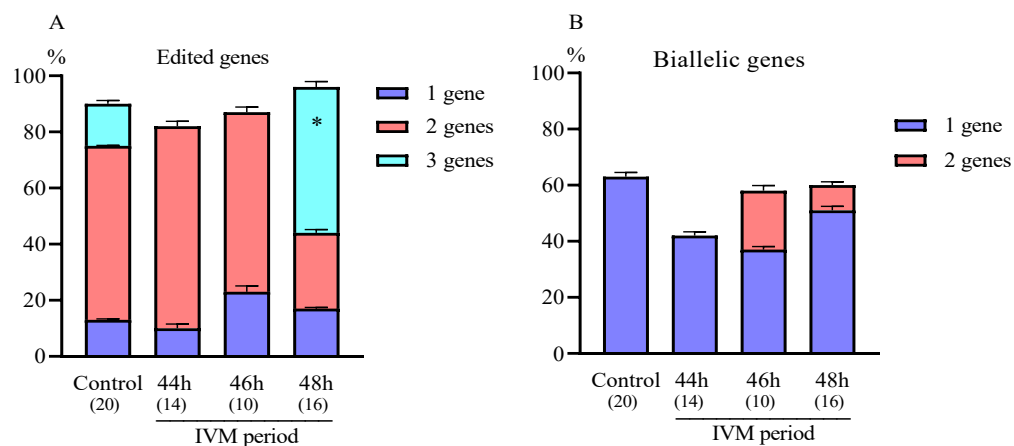 A
Edited genes
%
100
80
60
40
20
0
1 gene
2 genes
3 genes
*
Control 44h 46h 48h
(20) (14) (10) (16)
IVM period
B
Biallelic genes
%
100
80
60
40
20
0
1 gene
2 genes
Control 44h 46h 48h
(20) (14) (10) (16)
IVM period